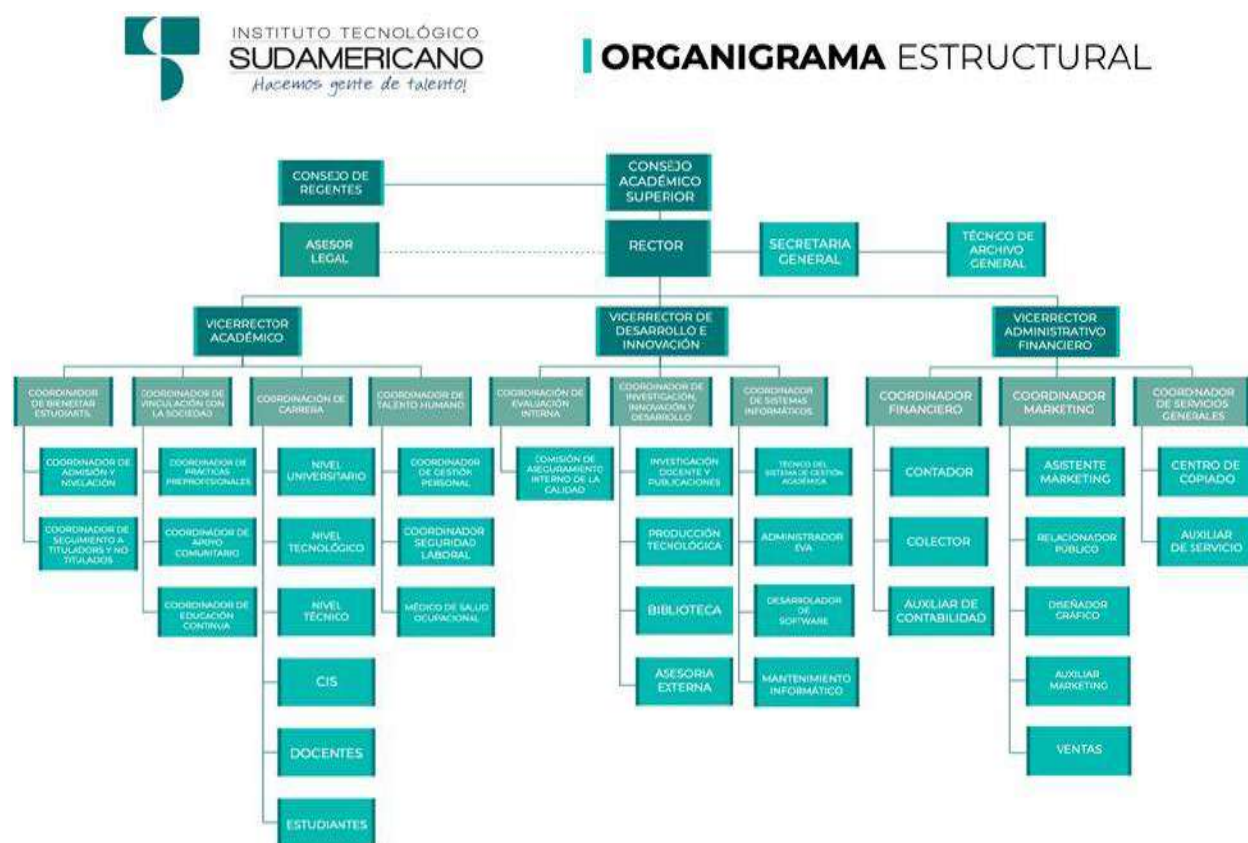 INSTITUTO TECNOLÓGICO
SUDAMERICANO
¡Hacemos gente de talento!
ORGANIGRAMA ESTRUCTURAL
CONSEJO DE
REGENTES
CONSEJO
ACADÉMICO
SUPERIOR
ASESOR
LEGAL
RECTOR
SECRETARIA
GENERAL
TÉCNICO DE
ARCHIVO
GENERAL
VICERRECTOR
ACADÉMICO
VICERRECTOR DE
DESARROLLO E
INNOVACIÓN
VICERRECTOR
ADMINISTRATIVO
FINANCIERO
COORDINADOR
DE BIENESTAR
ESTUDIANTIL
COORDINADOR DE
VINCULACIÓN CON
LA SOCIEDAD
COORDINACIÓN DE
CARRERA
COORDINADOR DE
TALENTO HUMANO
COORDINACIÓN DE
EVALUACIÓN
INTERNA
COORDINADOR DE
INVESTIGACIÓN,
INNOVACIÓN Y
DESARROLLO
COORDINADOR
DE SISTEMAS
INFORMÁTICOS
COORDINADOR
FINANCIERO
COORDINADOR
MARKETING
COORDINADOR
DE SERVICIOS
GENERALES
COORDINADOR DE
ADMISIÓN Y
NIVELACIÓN
COORDINADOR DE
SEGUIMIENTO A
TITULADORS Y NO
TITULADOS
COORDINADOR DE
PRÁCTICAS
PREPROFESIONALES
COORDINADOR DE
APOYO
COMUNITARIO
COORDINADOR DE
EDUCACIÓN
CONTINUA
NIVEL
UNIVERSITARIO
NIVEL
TECNOLÓGICO
NIVEL
TÉCNICO
CIS
DOCENTES
ESTUDIANTES
COORDINADOR
DE GESTIÓN
PERSONAL
COORDINADOR
SEGURIDAD
LABORAL
MÉDICO DE SALUD
OCUPACIONAL
COMISIÓN DE
ASEGURAMIENTO
INTERNO DE LA
CALIDAD
INVESTIGACIÓN
DOCENTE Y
PUBLICACIONES
PRODUCCIÓN
TECNOLÓGICA
BIBLIOTECA
ASESORIA
EXTERNA
TÉCNICO DEL
SISTEMA DE GESTIÓN
ACADÉMICA
ADMINISTRADOR
EVA
DESARROLADOR
DE
SOFTWARE
MANTENIMIENTO
INFORMÁTICO
CONTADOR
COLECTOR
AUXILIAR DE
CONTABILIDAD
ASISTENTE
MARKETING
RELACIONADOR
PÚBLICO
DISEÑADOR
GRÁFICO
AUXILIAR
MARKETING
VENTAS
CENTRO DE
COPIADO
AUXILIAR
DE SERVICIO